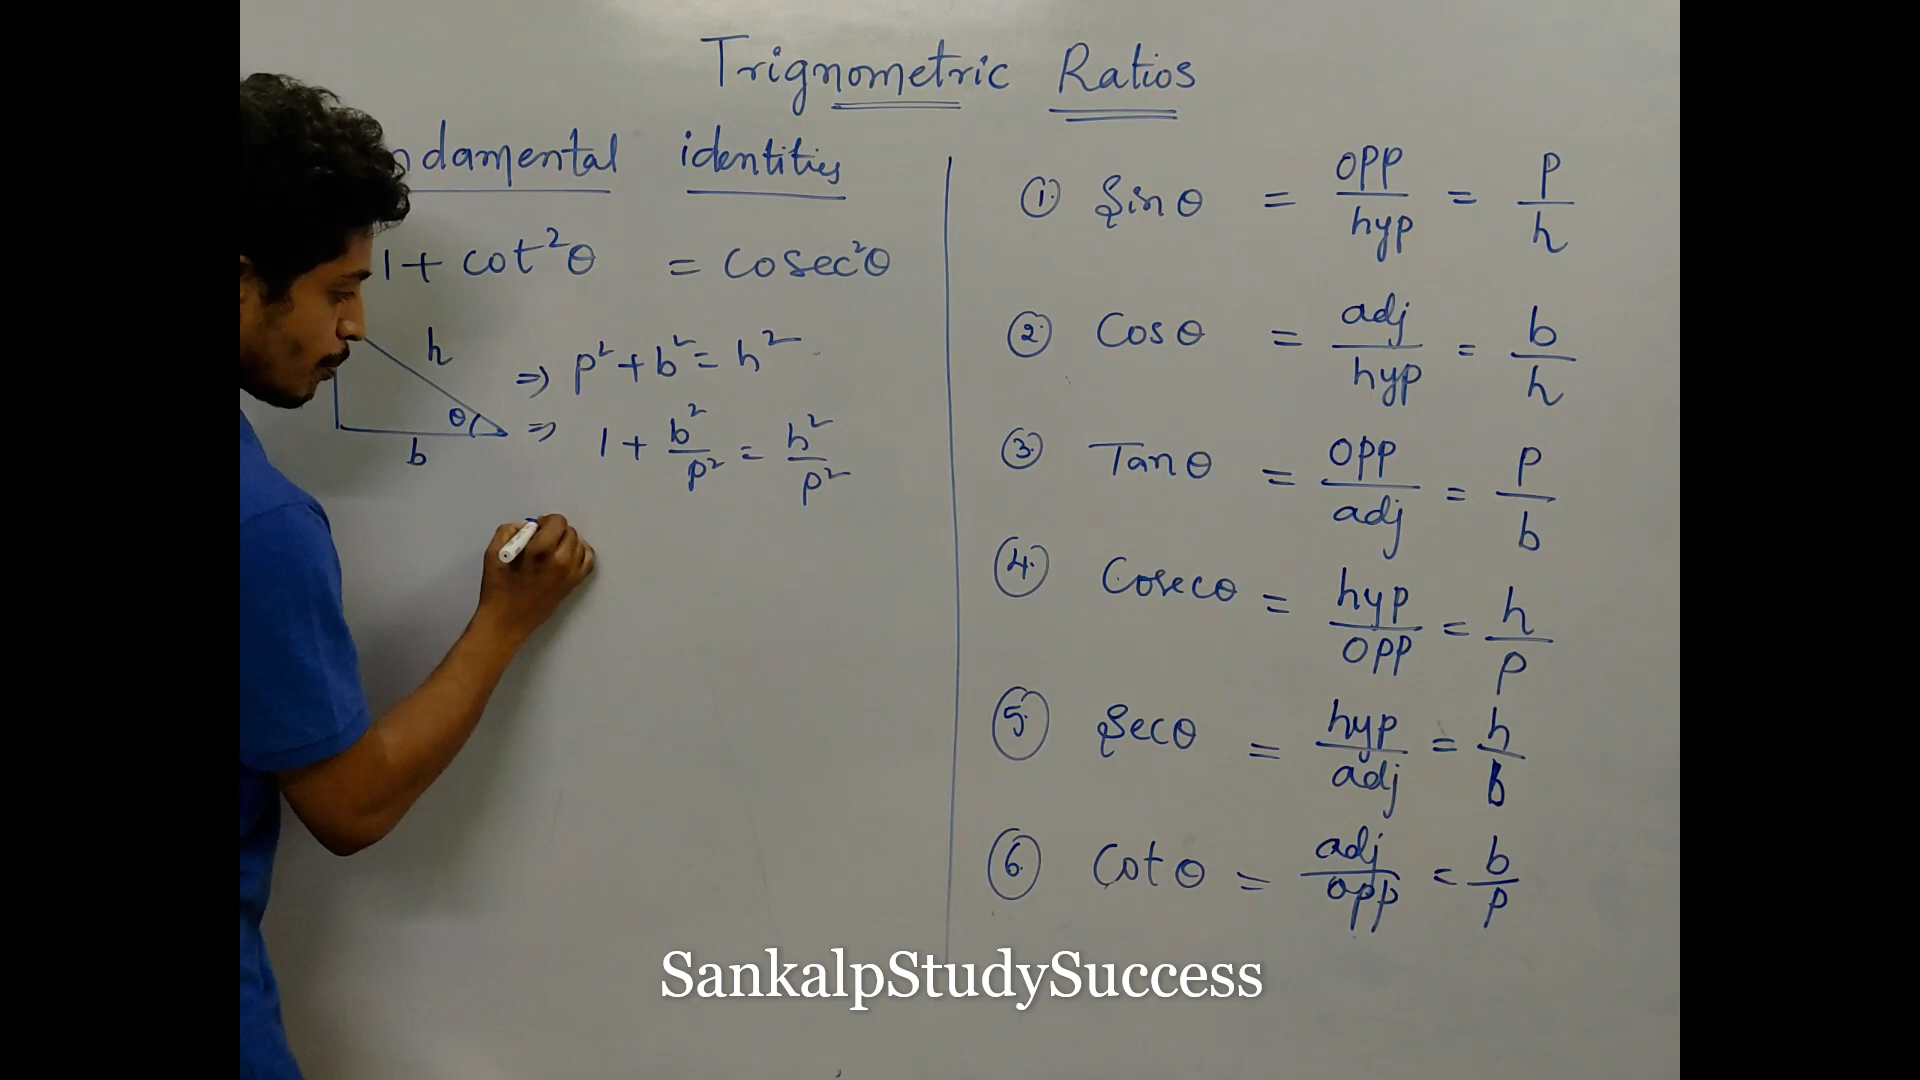 Trignometric Ratios
ndamental identities
1 + cot²θ = cosec²θ
h
θ
b
⇒ p² + b² = h²
⇒ 1 + b²/p² = h²/p²
① Sinθ = opp/hyp = p/h
② Cosθ = adj/hyp = b/h
③ Tanθ = opp/adj = p/b
④ Cosecθ = hyp/opp = h/p
⑤ Secθ = hyp/adj = h/b
⑥ Cotθ = adj/opp = b/p
SankalpStudySuccess